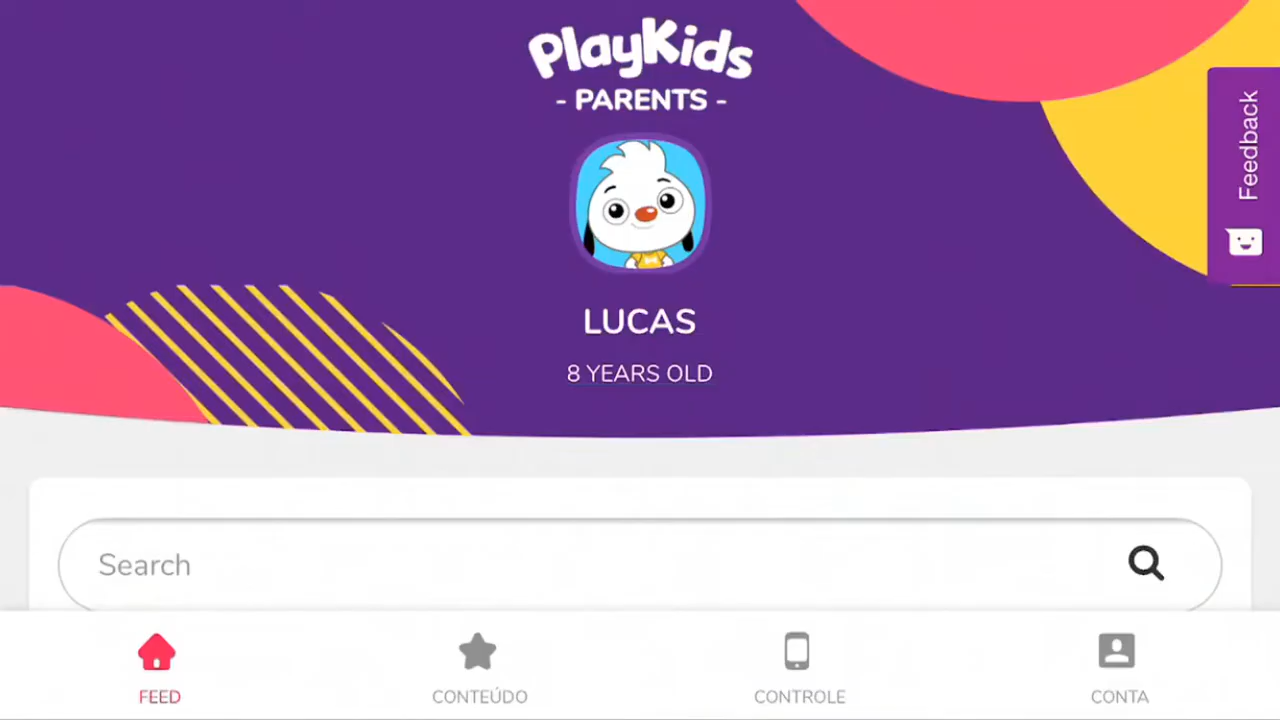 PlayKids
- PARENTS -
Feedback
LUCAS
8 YEARS OLD
Search
FEED
CONTEÚDO
CONTROLE
CONTA